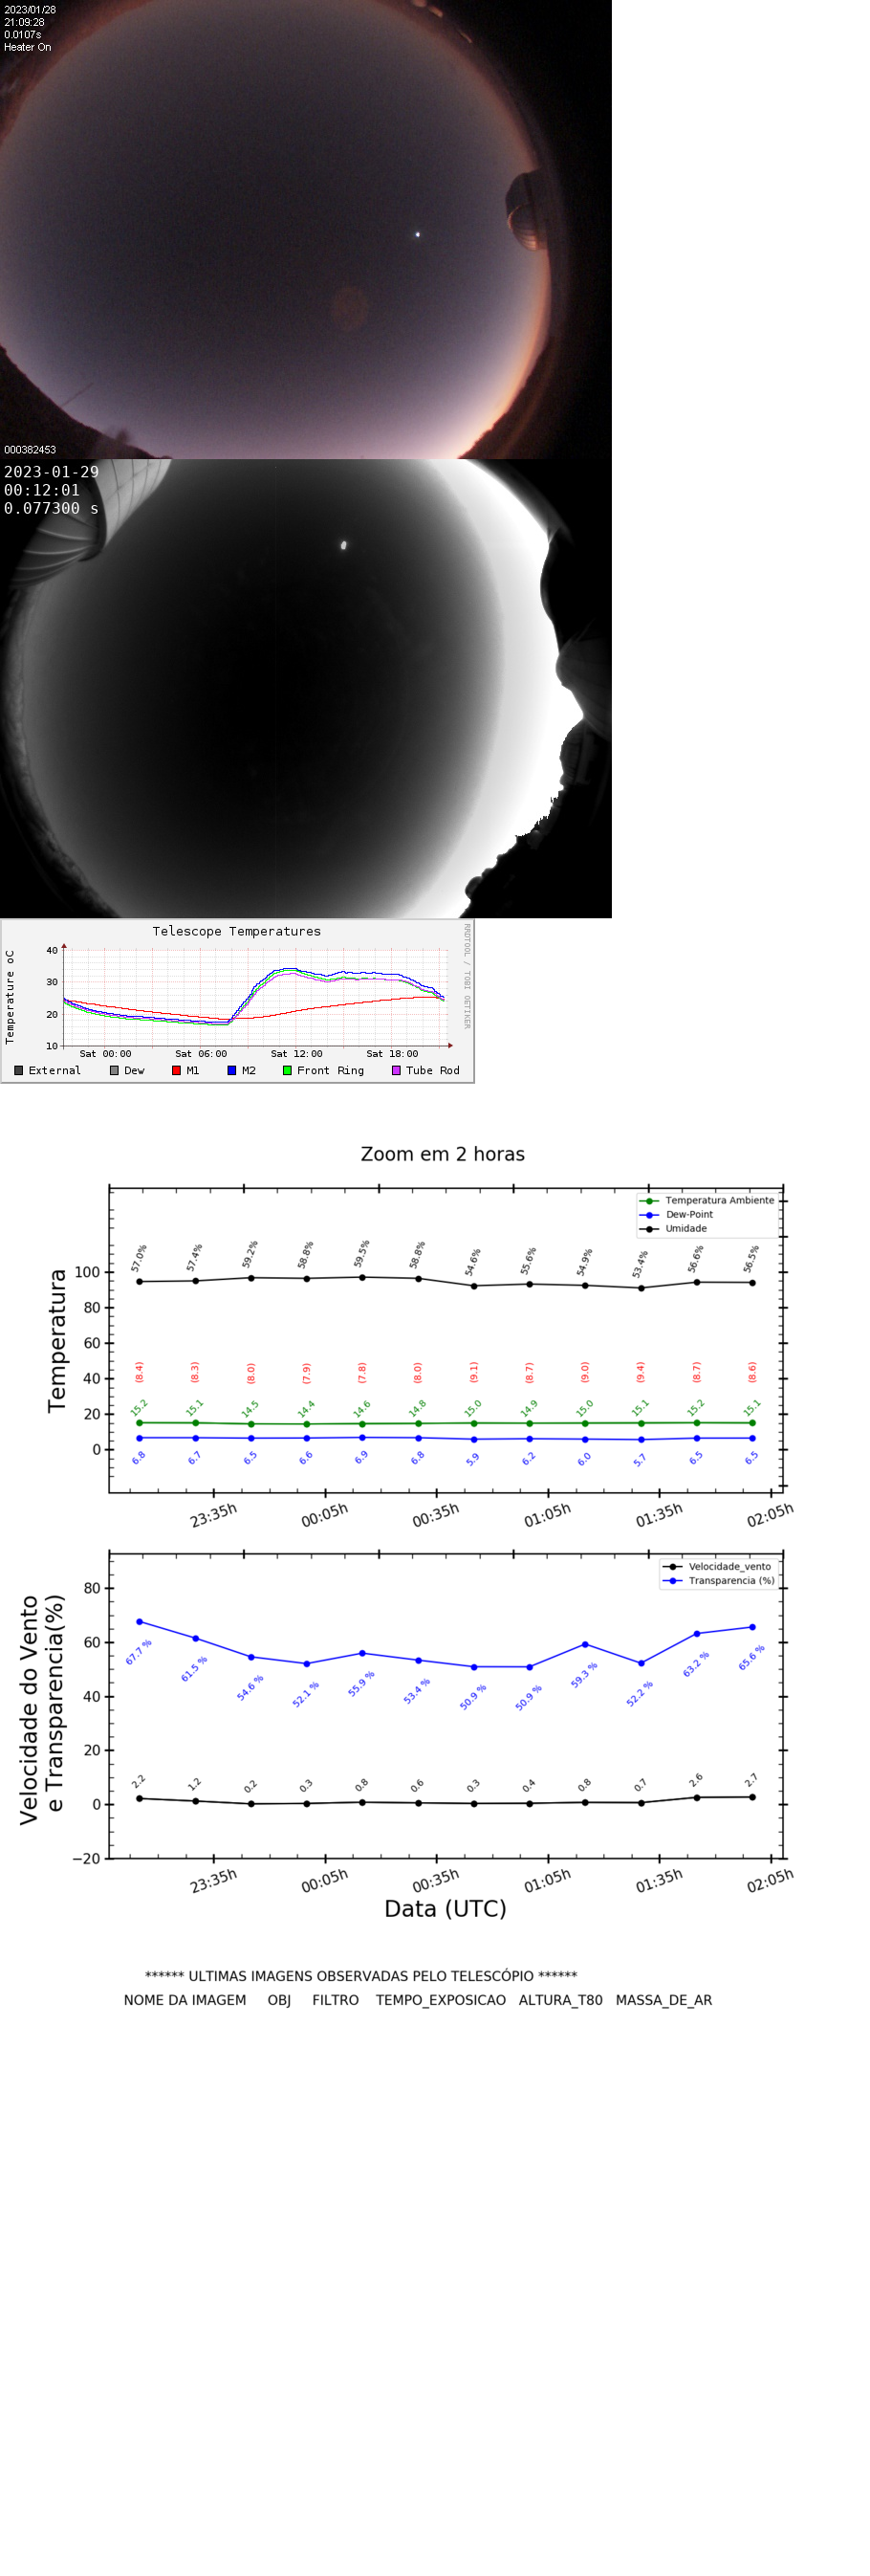 2023/01/28
21:09:28
0.0107s
Heater On
000382453
2023-01-29
00:12:01
0.077300 s
Telescope Temperatures
RRDTOOL / TOBI OETIKER
Temperature oC
40
30
20
10
Sat 00:00 Sat 06:00 Sat 12:00 Sat 18:00
External Dew M1 M2 Front Ring Tube Rod
Zoom em 2 horas
Temperatura Ambiente
Dew-Point
Umidade
57.0% 57.4% 59.2% 58.8% 59.5% 58.8% 54.6% 55.6% 54.9% 53.4% 56.6% 56.5%
Temperatura
100
80
60
40
20
0
(8.4) (8.3) (8.0) (7.9) (7.8) (8.0) (9.1) (8.7) (9.0) (9.4) (8.7) (8.6)
15.2 15.1 14.5 14.4 14.6 14.8 15.0 14.9 15.0 15.1 15.2 15.1
6.8 6.7 6.5 6.6 6.9 6.8 5.9 6.2 6.0 5.7 6.5 6.5
23:35h 00:05h 00:35h 01:05h 01:35h 02:05h
Velocidade_vento
Transparencia (%)
Velocidade do Vento
e Transparencia(%)
80
60
40
20
0
−20
67.7 % 61.5 % 54.6 % 52.1 % 55.9 % 53.4 % 50.9 % 50.9 % 59.3 % 52.2 % 63.2 % 65.6 %
2.2 1.2 0.2 0.3 0.8 0.6 0.3 0.4 0.8 0.7 2.6 2.7
23:35h 00:05h 00:35h 01:05h 01:35h 02:05h
Data (UTC)
****** ULTIMAS IMAGENS OBSERVADAS PELO TELESCÓPIO ******
NOME DA IMAGEM OBJ FILTRO TEMPO_EXPOSICAO ALTURA_T80 MASSA_DE_AR